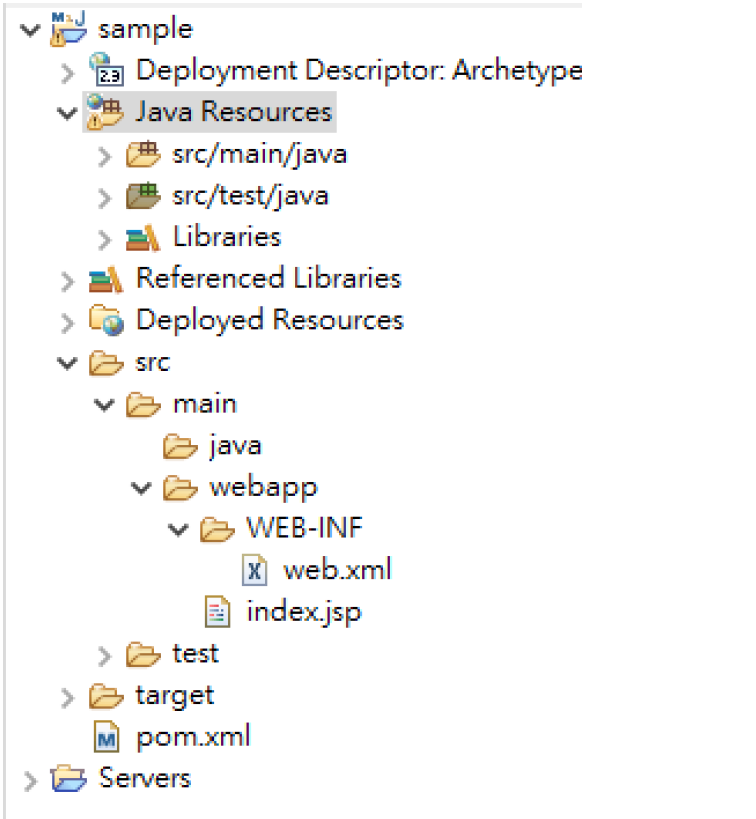 sample
Deployment Descriptor: Archetype
Java Resources
src/main/java
src/test/java
Libraries
Referenced Libraries
Deployed Resources
src
main
java
webapp
WEB-INF
web.xml
index.jsp
test
target
pom.xml
Servers